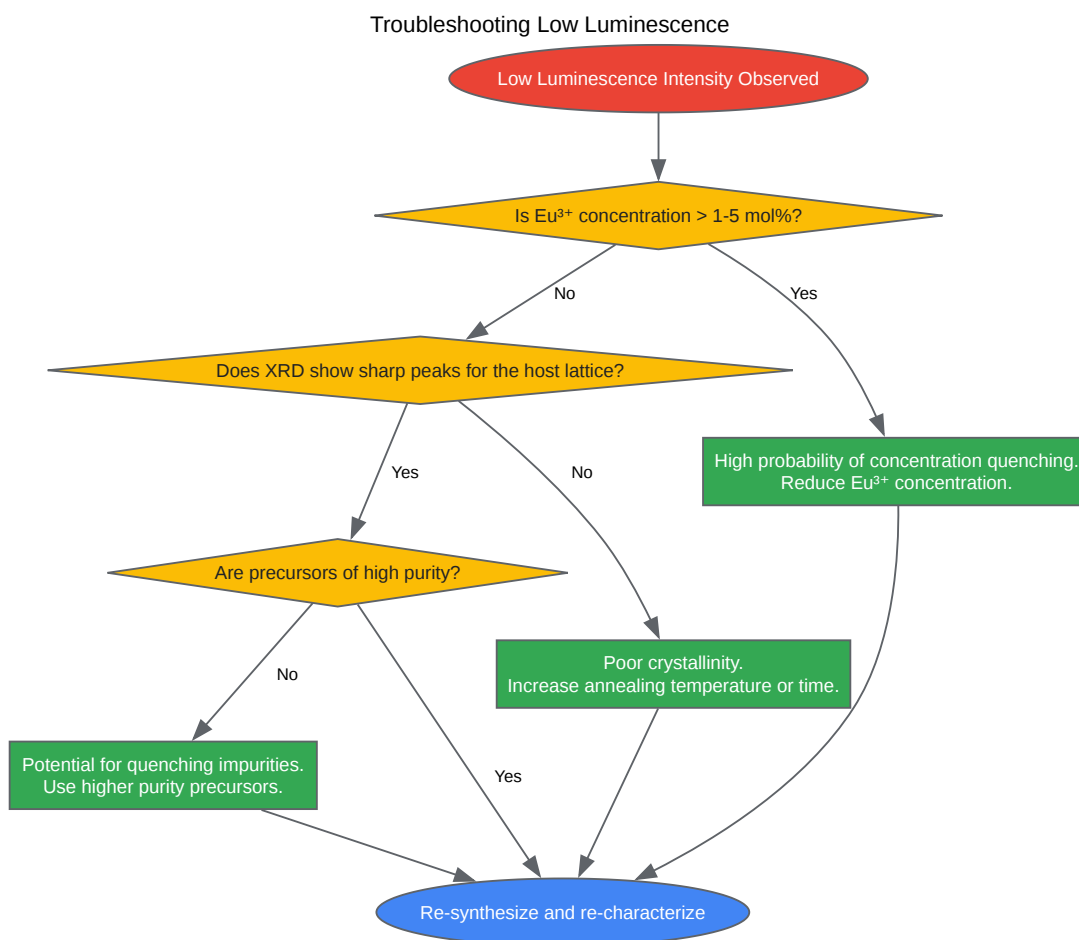 Troubleshooting Low Luminescence
Low Luminescence Intensity Observed
Is Eu³⁺ concentration > 1-5 mol%?
No
Yes
Does XRD show sharp peaks for the host lattice?
Yes
No
High probability of concentration quenching.
Reduce Eu³⁺ concentration.
Are precursors of high purity?
No
Yes
Poor crystallinity.
Increase annealing temperature or time.
Potential for quenching impurities.
Use higher purity precursors.
Re-synthesize and re-characterize